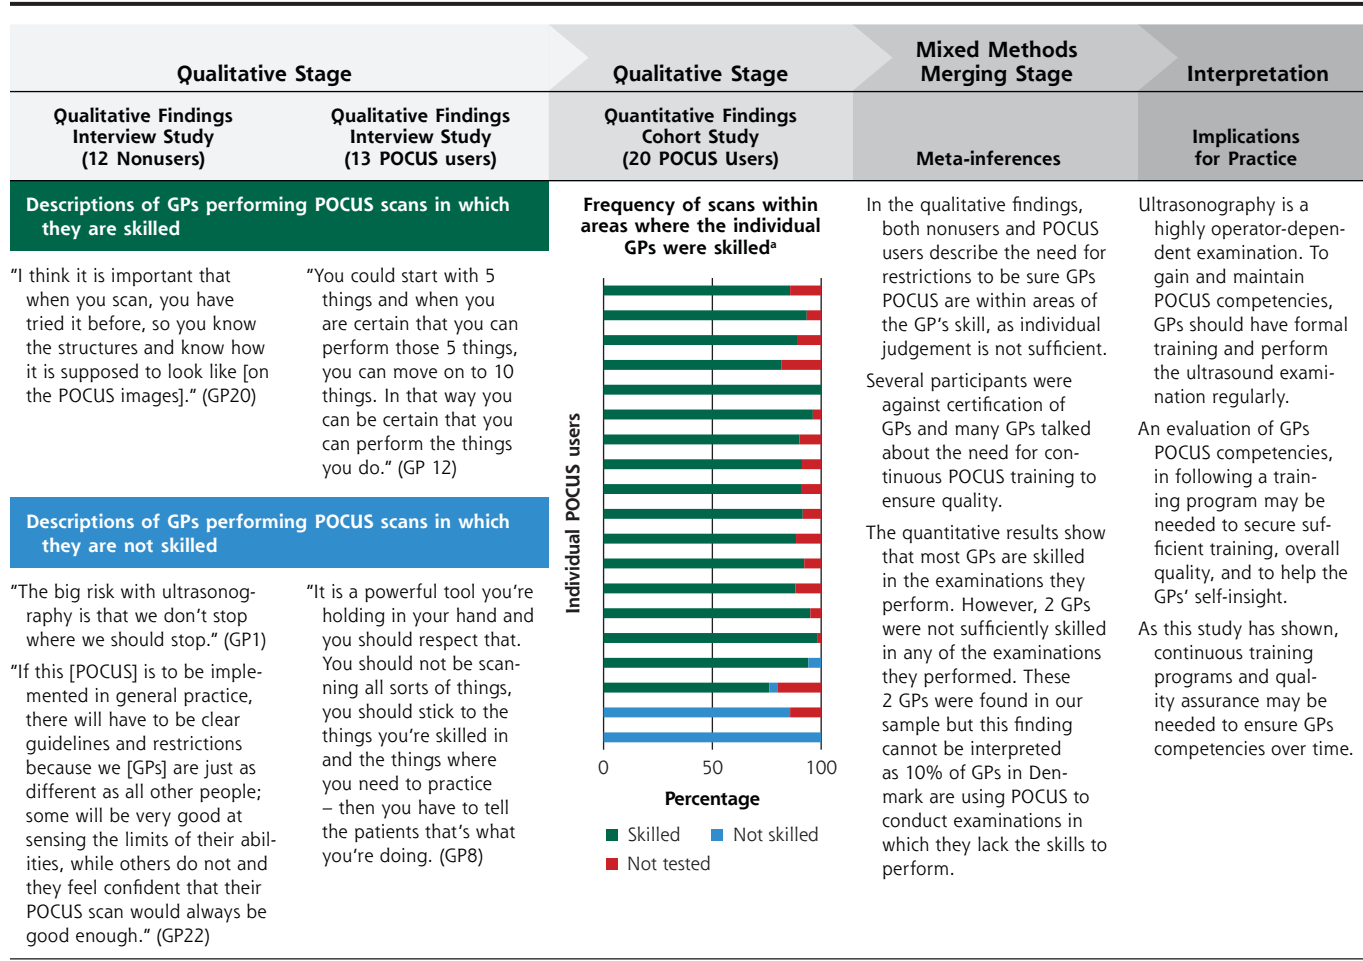 Qualitative Stage
Qualitative Stage
Mixed Methods
Merging Stage
Interpretation
Qualitative Findings
Interview Study
(12 Nonusers)
Qualitative Findings
Interview Study
(13 POCUS users)
Quantitative Findings
Cohort Study
(20 POCUS Users)
Meta-inferences
Implications
for Practice
Descriptions of GPs performing POCUS scans in which
they are skilled
"I think it is important that
when you scan, you have
tried it before, so you know
the structures and know how
it is supposed to look like [on
the POCUS images]." (GP20)
"You could start with 5
things and when you
are certain that you can
perform those 5 things,
you can move on to 10
things. In that way you
can be certain that you
can perform the things
you do." (GP 12)
Descriptions of GPs performing POCUS scans in which
they are not skilled
"The big risk with ultrasonog-
raphy is that we don't stop
where we should stop." (GP1)
"If this [POCUS] is to be imple-
mented in general practice,
there will have to be clear
guidelines and restrictions
because we [GPs] are just as
different as all other people;
some will be very good at
sensing the limits of their abil-
ities, while others do not and
they feel confident that their
POCUS scan would always be
good enough." (GP22)
"It is a powerful tool you're
holding in your hand and
you should respect that.
You should not be scan-
ning all sorts of things,
you should stick to the
things you're skilled in
and the things where
you need to practice
– then you have to tell
the patients that's what
you're doing. (GP8)
Frequency of scans within
areas where the individual
GPs were skilledᵃ
Individual POCUS users
0 50 100
Percentage
Skilled Not skilled
Not tested
In the qualitative findings,
both nonusers and POCUS
users describe the need for
restrictions to be sure GPs
POCUS are within areas of
the GP's skill, as individual
judgement is not sufficient.
Several participants were
against certification of
GPs and many GPs talked
about the need for con-
tinuous POCUS training to
ensure quality.
The quantitative results show
that most GPs are skilled
in the examinations they
perform. However, 2 GPs
were not sufficiently skilled
in any of the examinations
they performed. These
2 GPs were found in our
sample but this finding
cannot be interpreted
as 10% of GPs in Den-
mark are using POCUS to
conduct examinations in
which they lack the skills to
perform.
Ultrasonography is a
highly operator-depen-
dent examination. To
gain and maintain
POCUS competencies,
GPs should have formal
training and perform
the ultrasound exami-
nation regularly.
An evaluation of GPs
POCUS competencies,
in following a train-
ing program may be
needed to secure suf-
ficient training, overall
quality, and to help the
GPs' self-insight.
As this study has shown,
continuous training
programs and qual-
ity assurance may be
needed to ensure GPs
competencies over time.